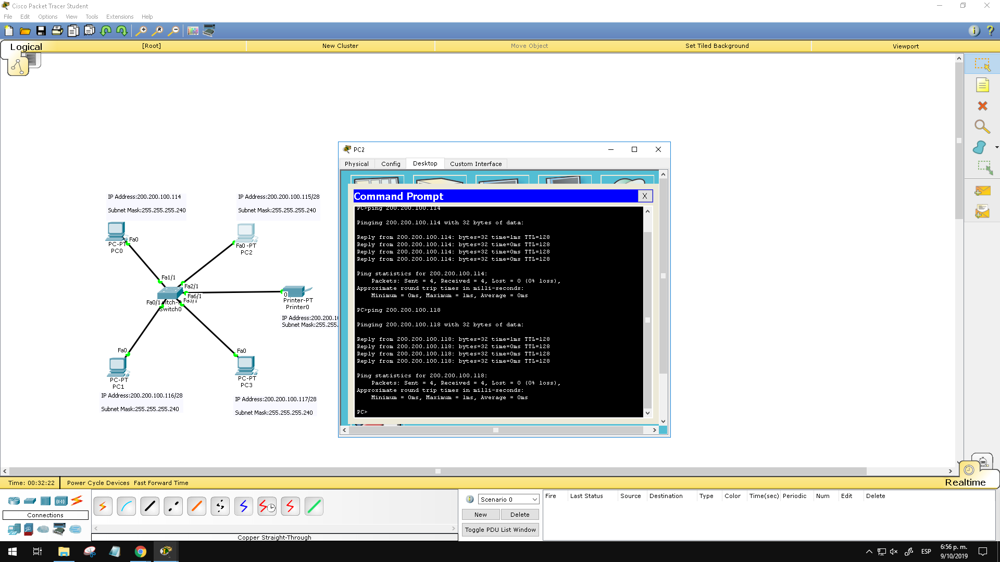 Cisco Packet Tracer Student
File Edit Options View Tools Extensions Help
Logical [Root] New Cluster Move Object Set Tiled Background Viewport
IP Address:200.200.100.114
Subnet Mask:255.255.255.240
IP Address:200.200.100.115/28
Subnet Mask:255.255.255.240
Fa0
PC-PT
PC0
Fa0 -PT
PC2
Fa1/1
Fa2/1
Fa6/1
Fa3/1
Fa0/1
Switch0
0
Printer-PT
Printer0
IP Address:200.200.10
Subnet Mask:255.255.
Fa0
PC-PT
PC1
IP Address:200.200.100.116/28
Subnet Mask:255.255.255.240
Fa0
PC-PT
PC3
IP Address:200.200.100.117/28
Subnet Mask:255.255.255.240
PC2
Physical Config Desktop Custom Interface
Command Prompt X
PC>ping 200.200.100.114
Pinging 200.200.100.114 with 32 bytes of data:
Reply from 200.200.100.114: bytes=32 time=1ms TTL=128
Reply from 200.200.100.114: bytes=32 time=0ms TTL=128
Reply from 200.200.100.114: bytes=32 time=0ms TTL=128
Reply from 200.200.100.114: bytes=32 time=0ms TTL=128
Ping statistics for 200.200.100.114:
Packets: Sent = 4, Received = 4, Lost = 0 (0% loss),
Approximate round trip times in milli-seconds:
Minimum = 0ms, Maximum = 1ms, Average = 0ms
PC>ping 200.200.100.118
Pinging 200.200.100.118 with 32 bytes of data:
Reply from 200.200.100.118: bytes=32 time=1ms TTL=128
Reply from 200.200.100.118: bytes=32 time=0ms TTL=128
Reply from 200.200.100.118: bytes=32 time=0ms TTL=128
Reply from 200.200.100.118: bytes=32 time=0ms TTL=128
Ping statistics for 200.200.100.118:
Packets: Sent = 4, Received = 4, Lost = 0 (0% loss),
Approximate round trip times in milli-seconds:
Minimum = 0ms, Maximum = 1ms, Average = 0ms
PC>
Time: 00:32:22 Power Cycle Devices Fast Forward Time Realtime
Connections
Copper Straight-Through
Scenario 0
New Delete
Toggle PDU List Window
Fire Last Status Source Destination Type Color Time(sec) Periodic Num Edit Delete
ESP
6:56 p. m.
9/10/2019